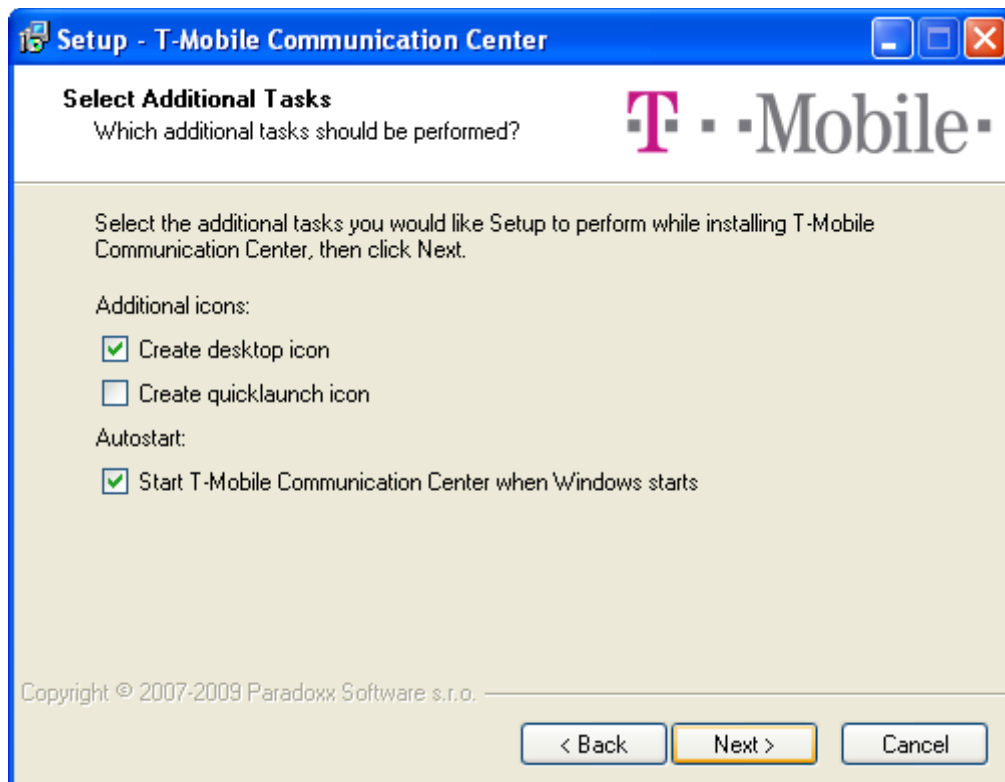 Setup - T-Mobile Communication Center
Select Additional Tasks
Which additional tasks should be performed?
T · · Mobile ·
Select the additional tasks you would like Setup to perform while installing T-Mobile
Communication Center, then click Next.
Additional icons:
Create desktop icon
Create quicklaunch icon
Autostart:
Start T-Mobile Communication Center when Windows starts
Copyright © 2007-2009 Paradoxx Software s.r.o.
< Back
Next >
Cancel